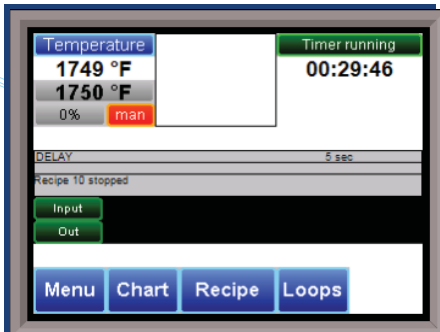 Temperature
Timer running
1749 °F
00:29:46
1750 °F
0%
man
DELAY
5 sec
Recipe 10 stopped
Input
Out
Menu
Chart
Recipe
Loops